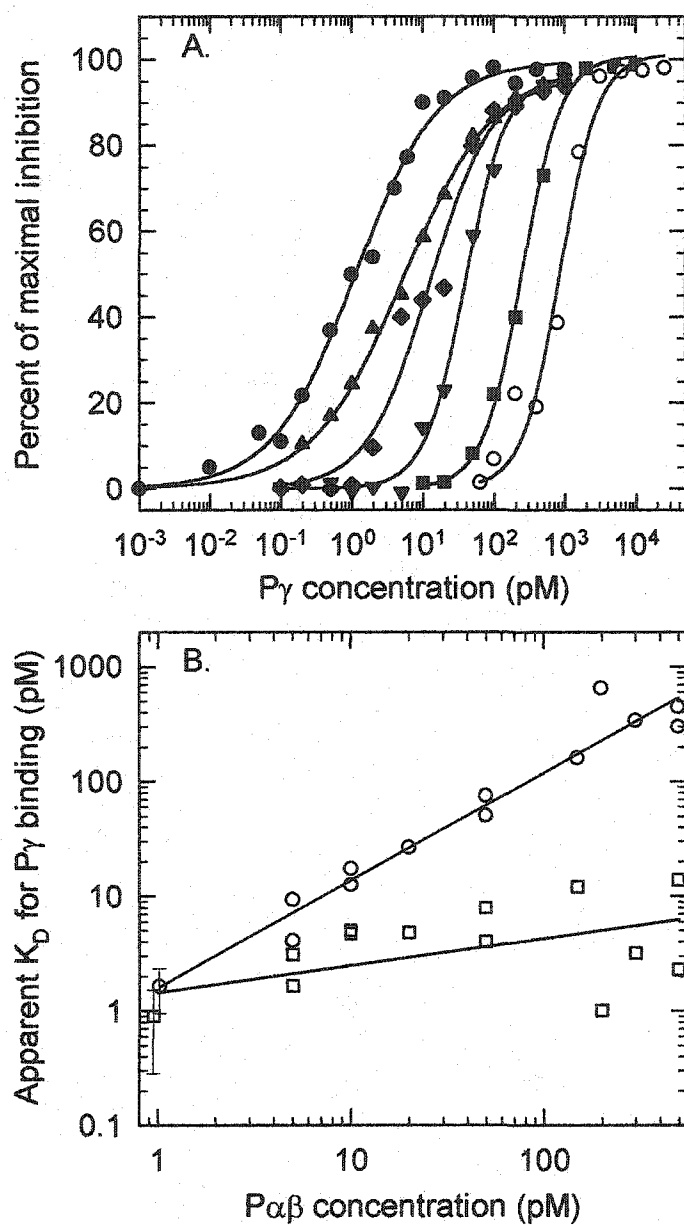 A.
Percent of maximal inhibition
100
80
60
40
20
0
10-3 10-2 10-1 100 101 102 103 104
Pγ concentration (pM)
B.
Apparent KD for Pγ binding (pM)
1000
100
10
1
0.1
1 10 100
Pαβ concentration (pM)